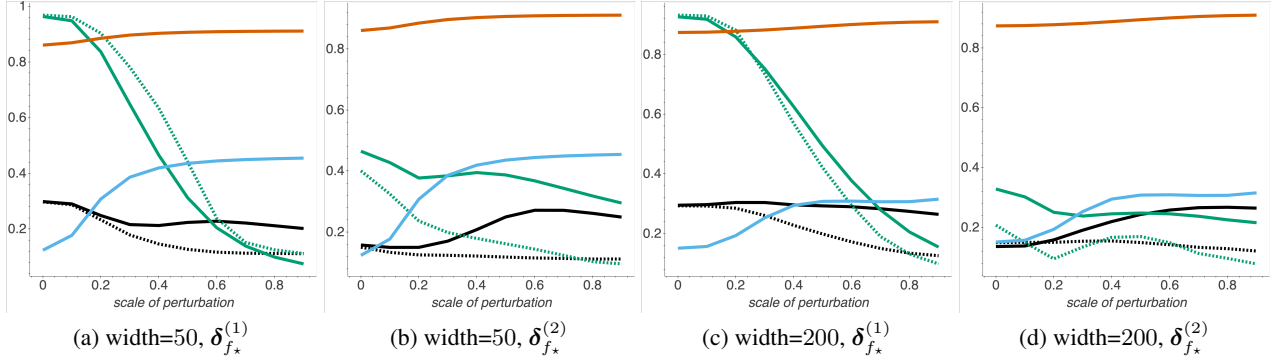 1
0.8
0.6
0.4
0.2
0 0.2 0.4 0.6 0.8
scale of perturbation
(a) width=50, δ_{f⋆}^{(1)}
0.8
0.6
0.4
0.2
0 0.2 0.4 0.6 0.8
scale of perturbation
(b) width=50, δ_{f⋆}^{(2)}
1
0.8
0.6
0.4
0.2
0 0.2 0.4 0.6 0.8
scale of perturbation
(c) width=200, δ_{f⋆}^{(1)}
0.8
0.6
0.4
0.2
0 0.2 0.4 0.6 0.8
scale of perturbation
(d) width=200, δ_{f⋆}^{(2)}